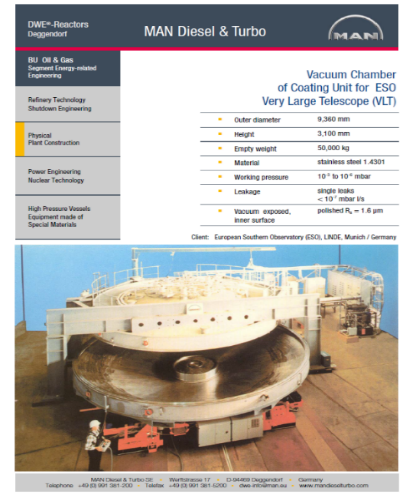 DWE®-Reactors
Deggendorf
MAN Diesel & Turbo
MAN
BU Oil & Gas
Segment Energy-related
Engineering
Refinery Technology
Shutdown Engineering
Physical
Plant Construction
Power Engineering
Nuclear Technology
High Pressure Vessels
Equipment made of
Special Materials
Vacuum Chamber
of Coating Unit for ESO
Very Large Telescope (VLT)
Outer diameter 9,360 mm
Height 3,100 mm
Empty weight 50,000 kg
Material stainless steel 1.4301
Working pressure mbar
Leakage single leaks
< 10⁻⁷ mbar l/s
Vacuum exposed, polished Rₐ = 1.6 µm
inner surface
Client: European Southern Observatory (ESO), LINDE, Munich / Germany
MAN Diesel & Turbo SE Werftstrasse 17 D-94469 Deggendorf Germany
Telephone +49 (0) 991 381-200 Telefax +49 (0) 991 381-5200 dwe-info@man.eu www.mandieselturbo.com